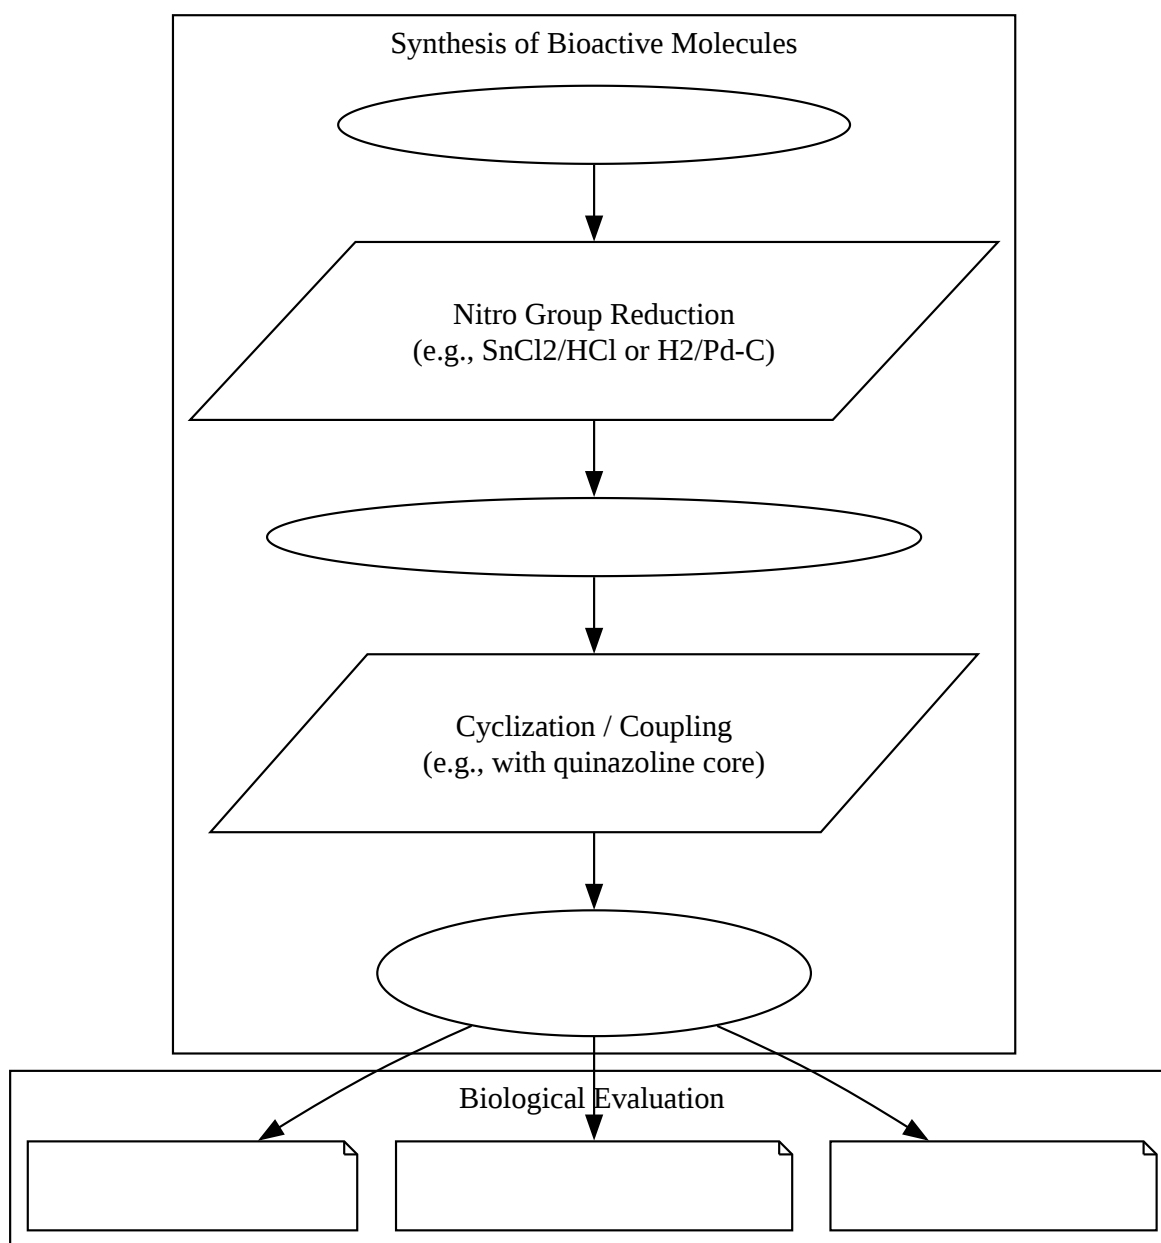 Synthesis of Bioactive Molecules
Nitro Group Reduction
(e.g., SnCl2/HCl or H2/Pd-C)
Cyclization / Coupling
(e.g., with quinazoline core)
Biological Evaluation